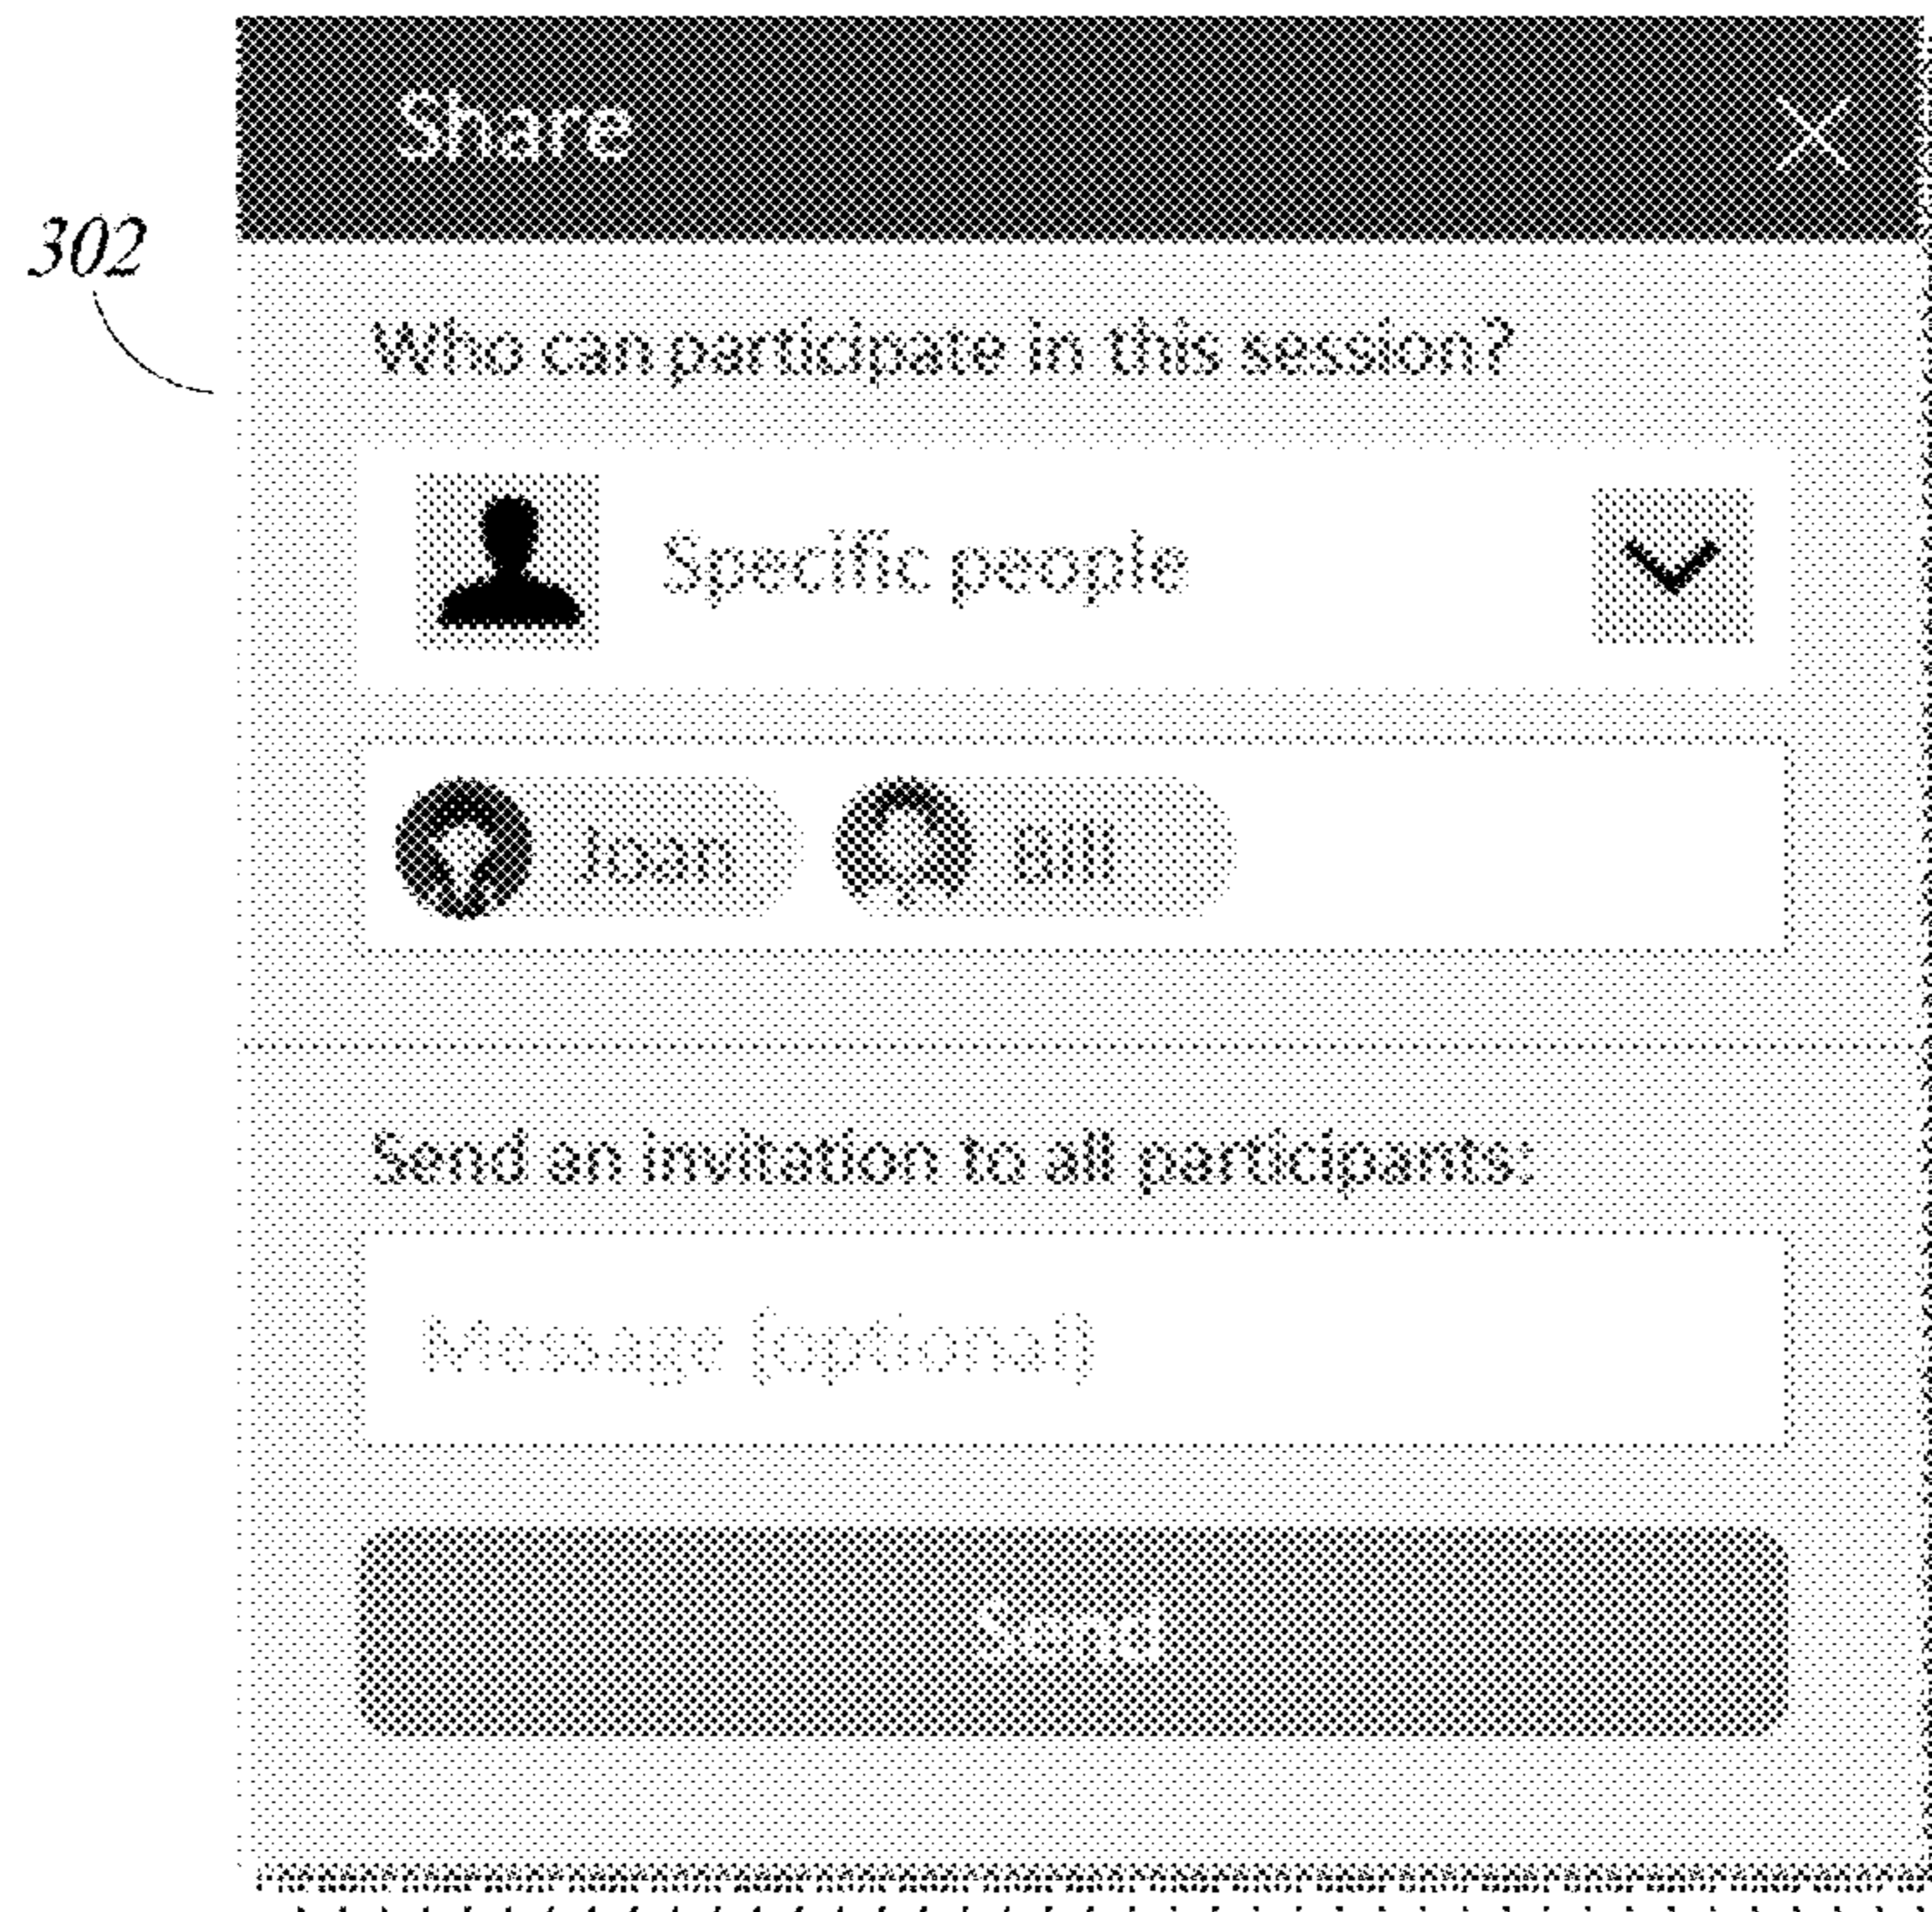 Share
302
Who can participate in this session?
Specific people
Joan Bill
Send an invitation to all participants:
Message (optional)
Send